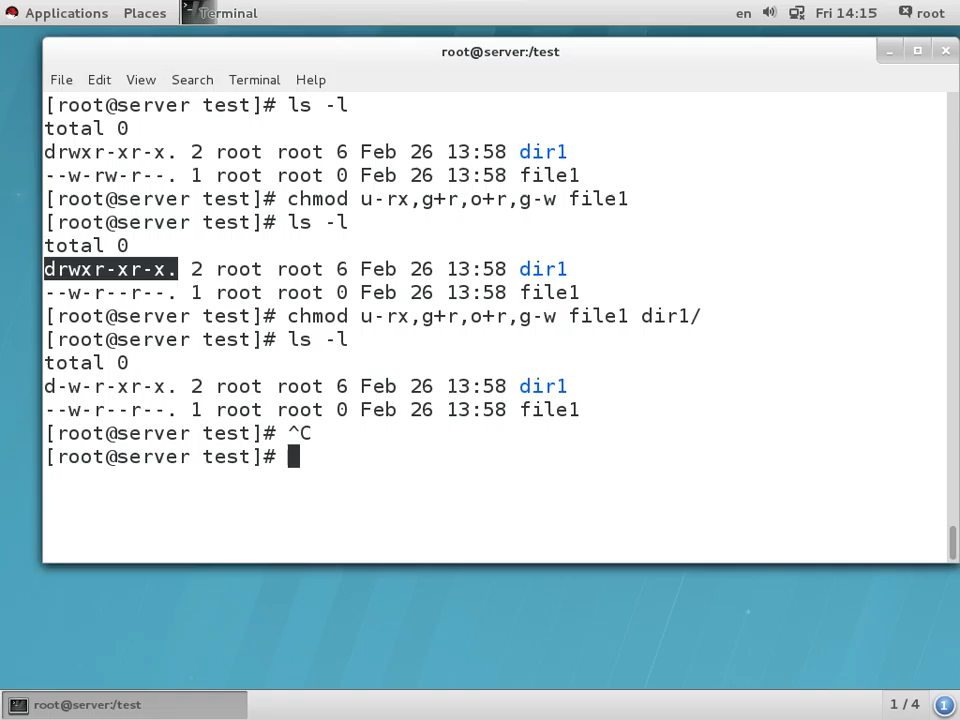 Applications Places Terminal en Fri 14:15 root
root@server:/test
File Edit View Search Terminal Help
[root@server test]# ls -l
total 0
drwxr-xr-x. 2 root root 6 Feb 26 13:58 dir1
--w-rw-r--. 1 root root 0 Feb 26 13:58 file1
[root@server test]# chmod u-rx,g+r,o+r,g-w file1
[root@server test]# ls -l
total 0
drwxr-xr-x. 2 root root 6 Feb 26 13:58 dir1
--w-r--r--. 1 root root 0 Feb 26 13:58 file1
[root@server test]# chmod u-rx,g+r,o+r,g-w file1 dir1/
[root@server test]# ls -l
total 0
d-w-r-xr-x. 2 root root 6 Feb 26 13:58 dir1
--w-r--r--. 1 root root 0 Feb 26 13:58 file1
[root@server test]# ^C
[root@server test]#
root@server:/test 1 / 4 1